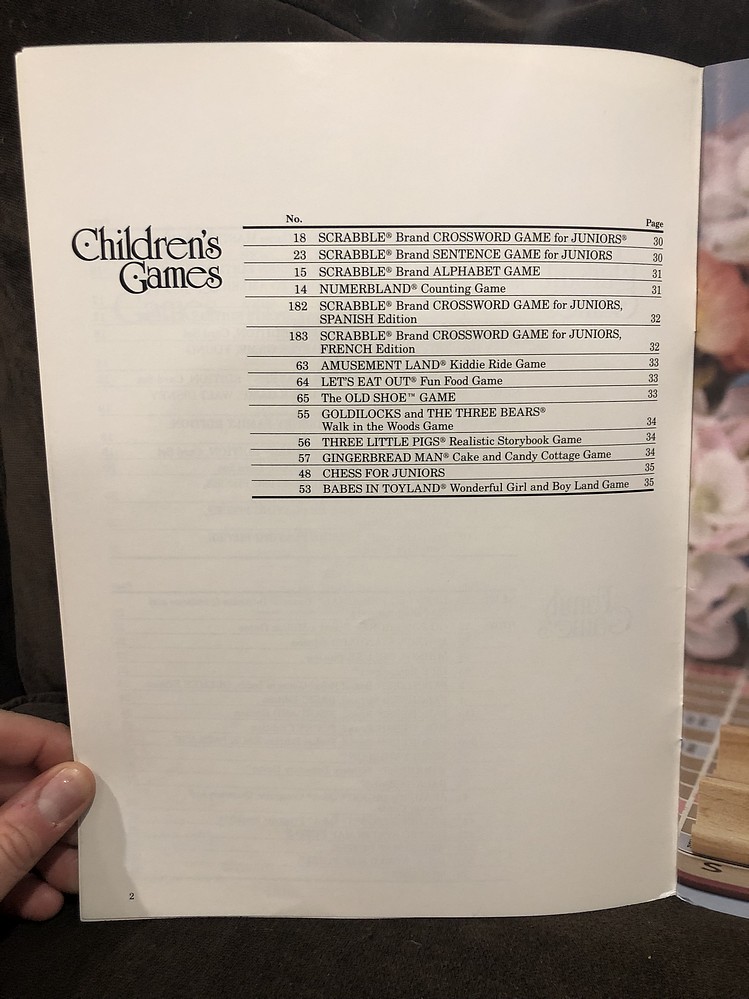 Children's
Games
No. Page
18 SCRABBLE® Brand CROSSWORD GAME for JUNIORS® 30
23 SCRABBLE® Brand SENTENCE GAME for JUNIORS 30
15 SCRABBLE® Brand ALPHABET GAME 31
14 NUMERBLAND® Counting Game 31
182 SCRABBLE® Brand CROSSWORD GAME for JUNIORS,
SPANISH Edition 32
183 SCRABBLE® Brand CROSSWORD GAME for JUNIORS,
FRENCH Edition 32
63 AMUSEMENT LAND® Kiddie Ride Game 33
64 LET'S EAT OUT® Fun Food Game 33
65 The OLD SHOE™ GAME 33
55 GOLDILOCKS and THE THREE BEARS®
Walk in the Woods Game 34
56 THREE LITTLE PIGS® Realistic Storybook Game 34
57 GINGERBREAD MAN® Cake and Candy Cottage Game 34
48 CHESS FOR JUNIORS 35
53 BABES IN TOYLAND® Wonderful Girl and Boy Land Game 35
2
S